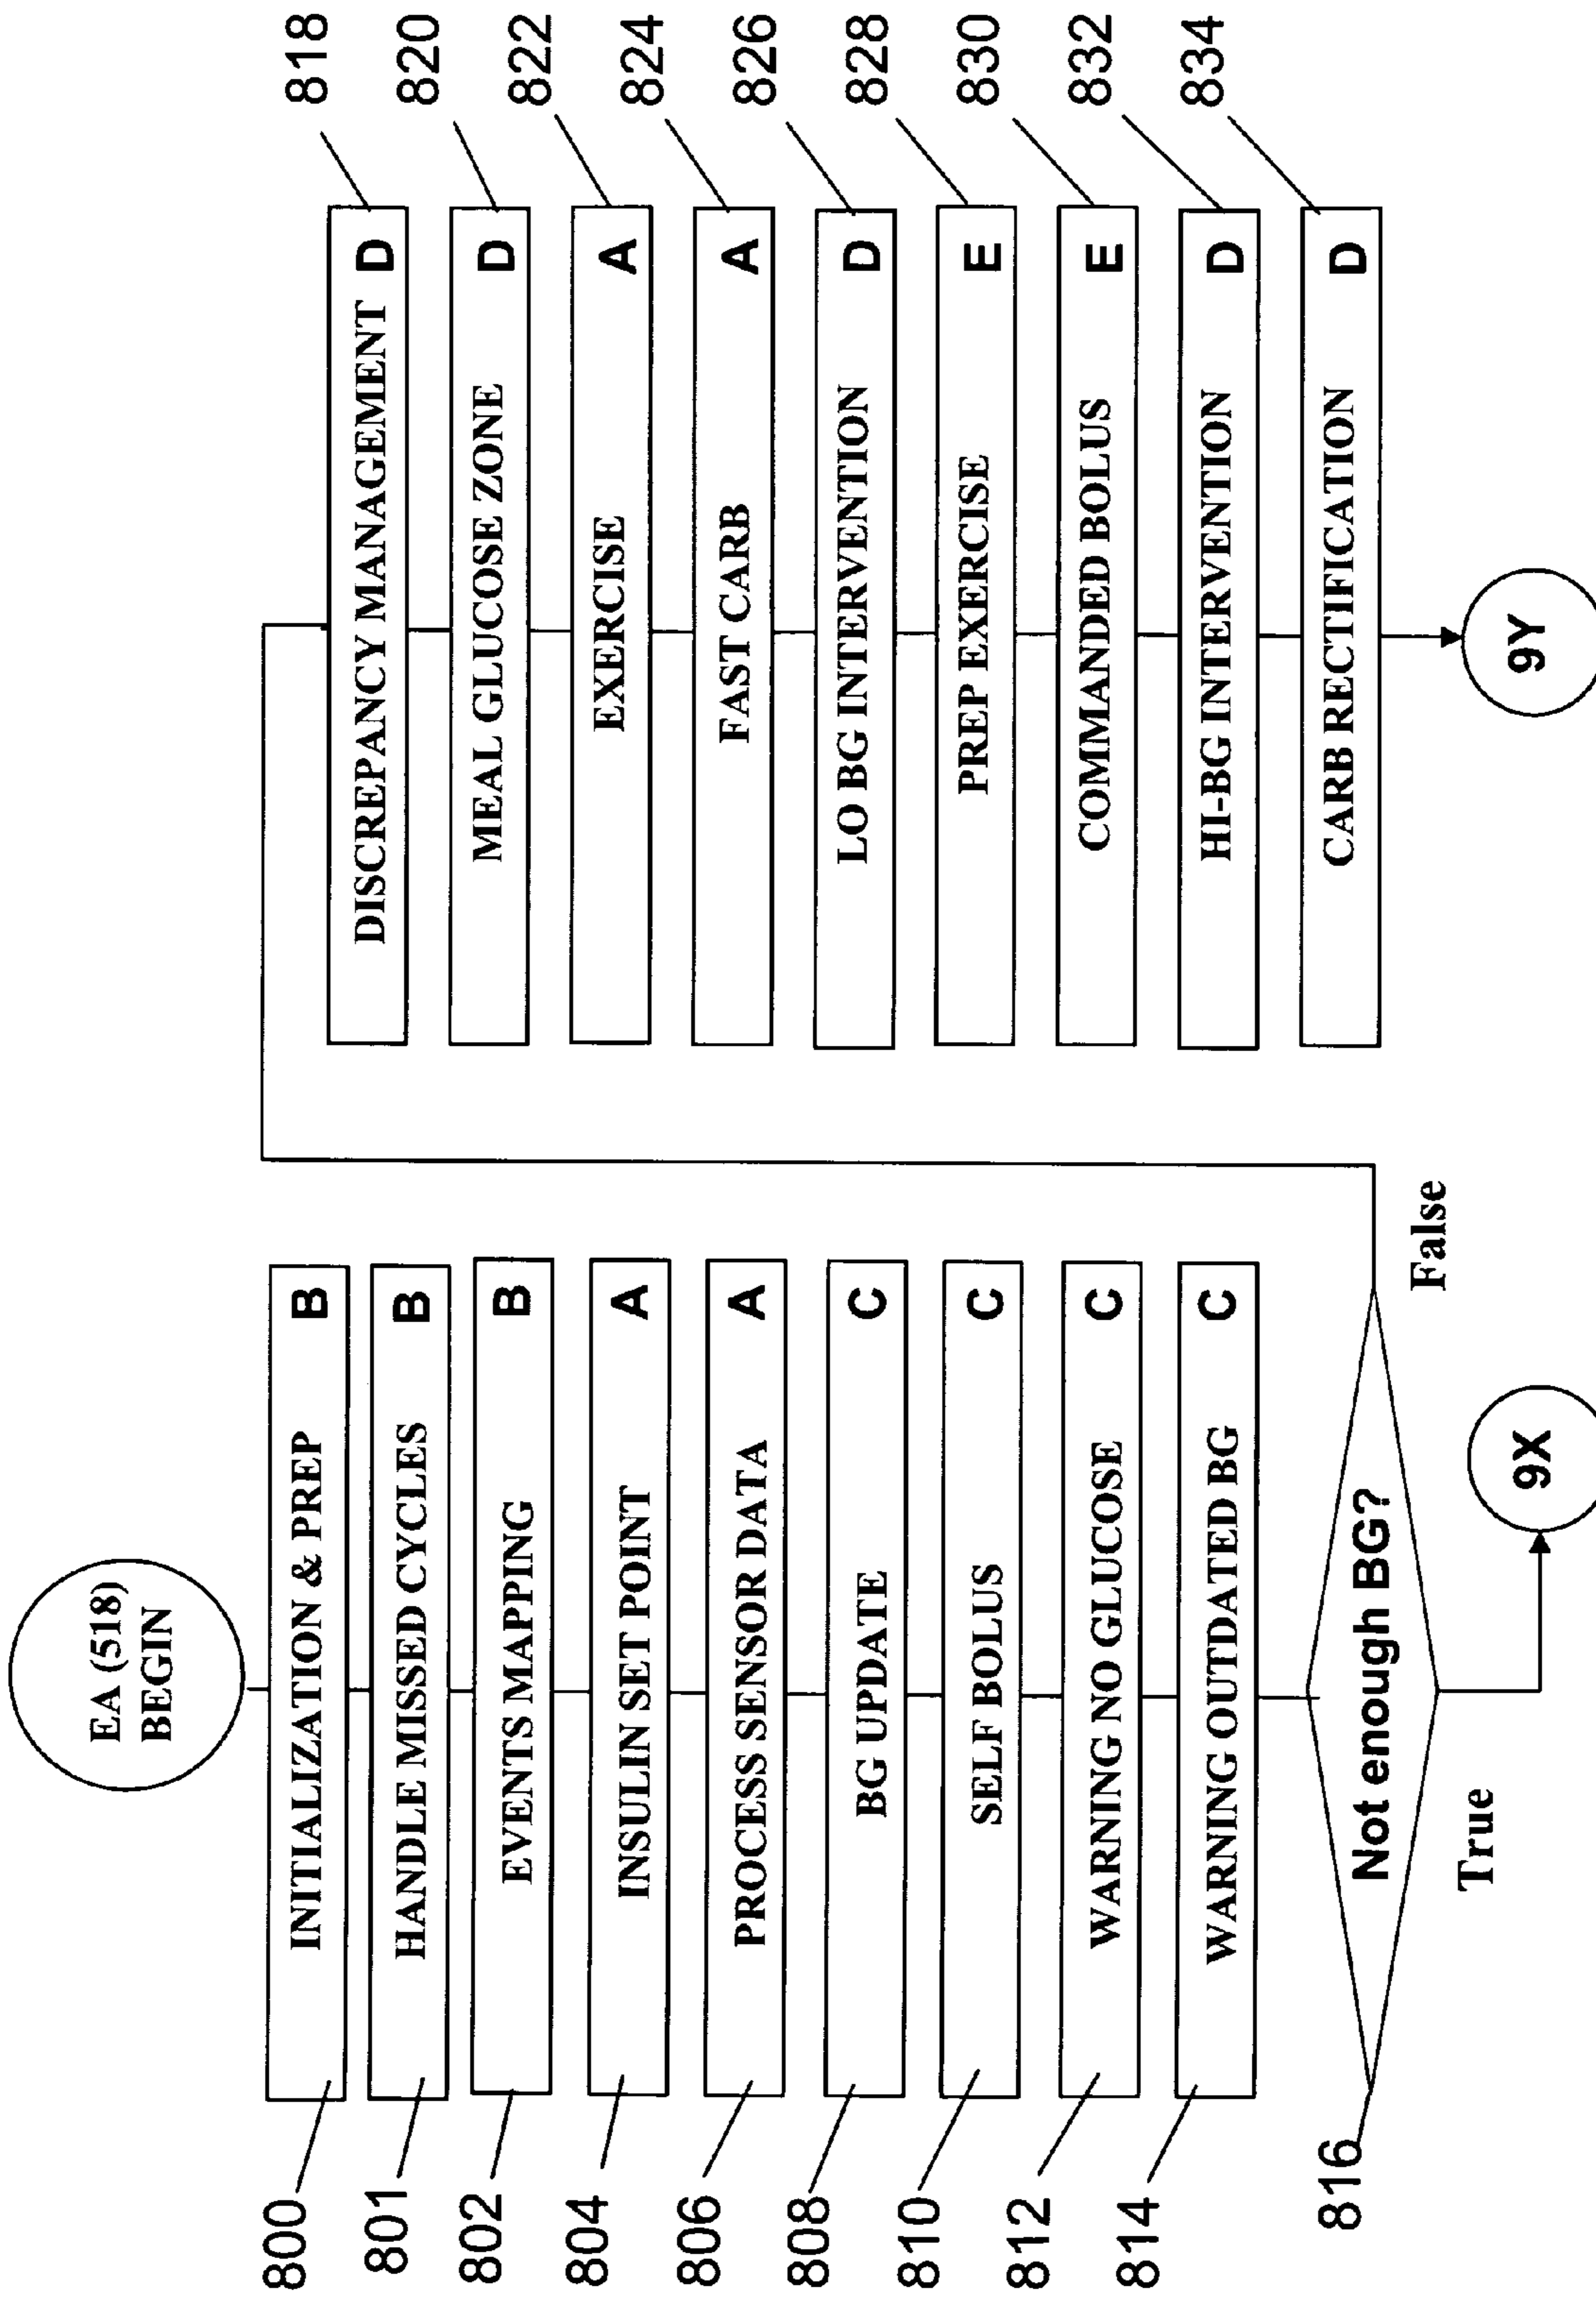 EA (518)
BEGIN
800
INITIALIZATION & PREP B
801
HANDLE MISSED CYCLES B
802
EVENTS MAPPING B
804
INSULIN SET POINT A
806
PROCESS SENSOR DATA A
808
BG UPDATE C
810
SELF BOLUS C
812
WARNING NO GLUCOSE C
814
WARNING OUTDATED BG C
816
Not enough BG?
True
False
9X
DISCREPANCY MANAGEMENT D
818
MEAL GLUCOSE ZONE D
820
EXERCISE A
822
FAST CARB A
824
LO BG INTERVENTION D
826
PREP EXERCISE E
828
COMMANDED BOLUS E
830
HI-BG INTERVENTION D
832
CARB RECTIFICATION D
834
9Y